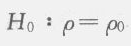 H₀ : ρ = ρ₀